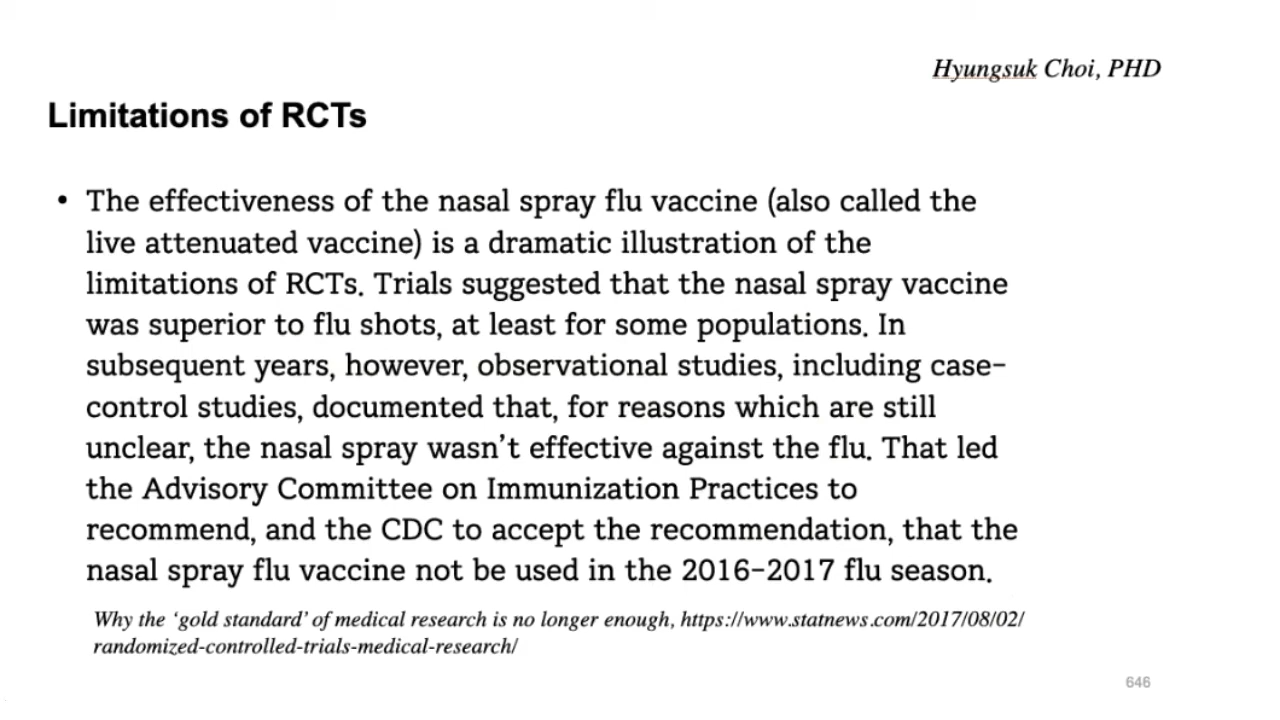 Hyungsuk Choi, PHD
Limitations of RCTs
• The effectiveness of the nasal spray flu vaccine (also called the
live attenuated vaccine) is a dramatic illustration of the
limitations of RCTs. Trials suggested that the nasal spray vaccine
was superior to flu shots, at least for some populations. In
subsequent years, however, observational studies, including case-
control studies, documented that, for reasons which are still
unclear, the nasal spray wasn't effective against the flu. That led
the Advisory Committee on Immunization Practices to
recommend, and the CDC to accept the recommendation, that the
nasal spray flu vaccine not be used in the 2016-2017 flu season.
Why the 'gold standard' of medical research is no longer enough, https://www.statnews.com/2017/08/02/
randomized-controlled-trials-medical-research/
646